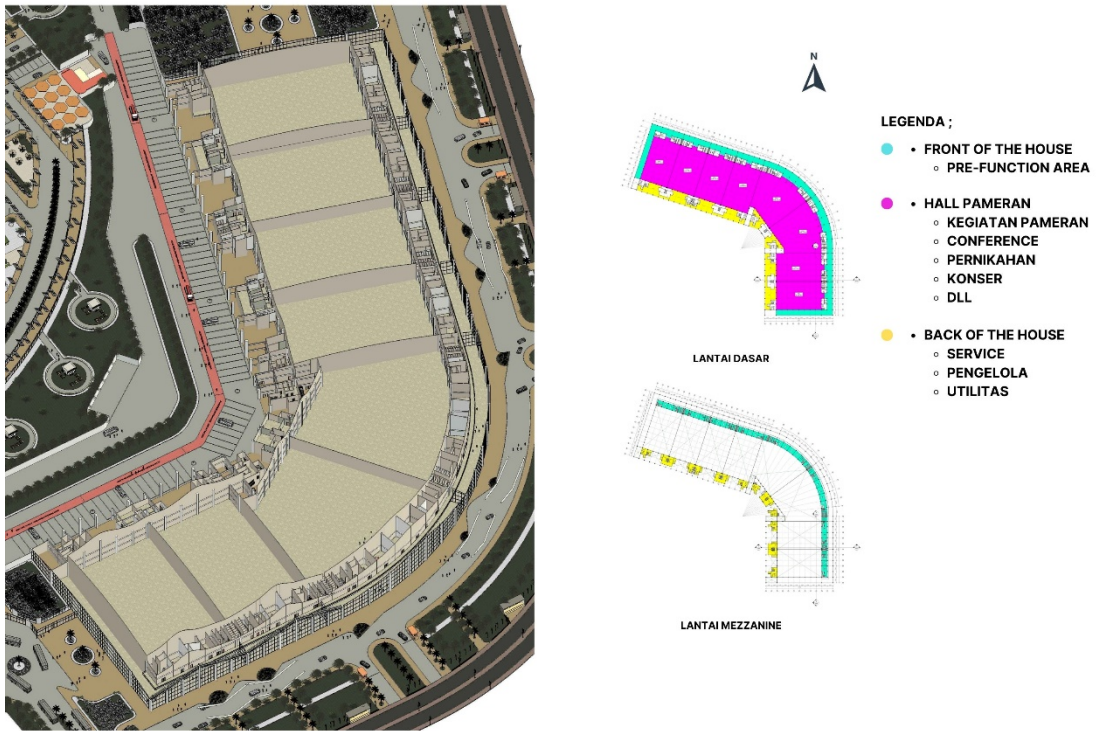 N
LEGENDA ;
• FRONT OF THE HOUSE
○ PRE-FUNCTION AREA
• HALL PAMERAN
○ KEGIATAN PAMERAN
○ CONFERENCE
○ PERNIKAHAN
○ KONSER
○ DLL
• BACK OF THE HOUSE
○ SERVICE
○ PENGELOLA
○ UTILITAS
LANTAI DASAR
LANTAI MEZZANINE